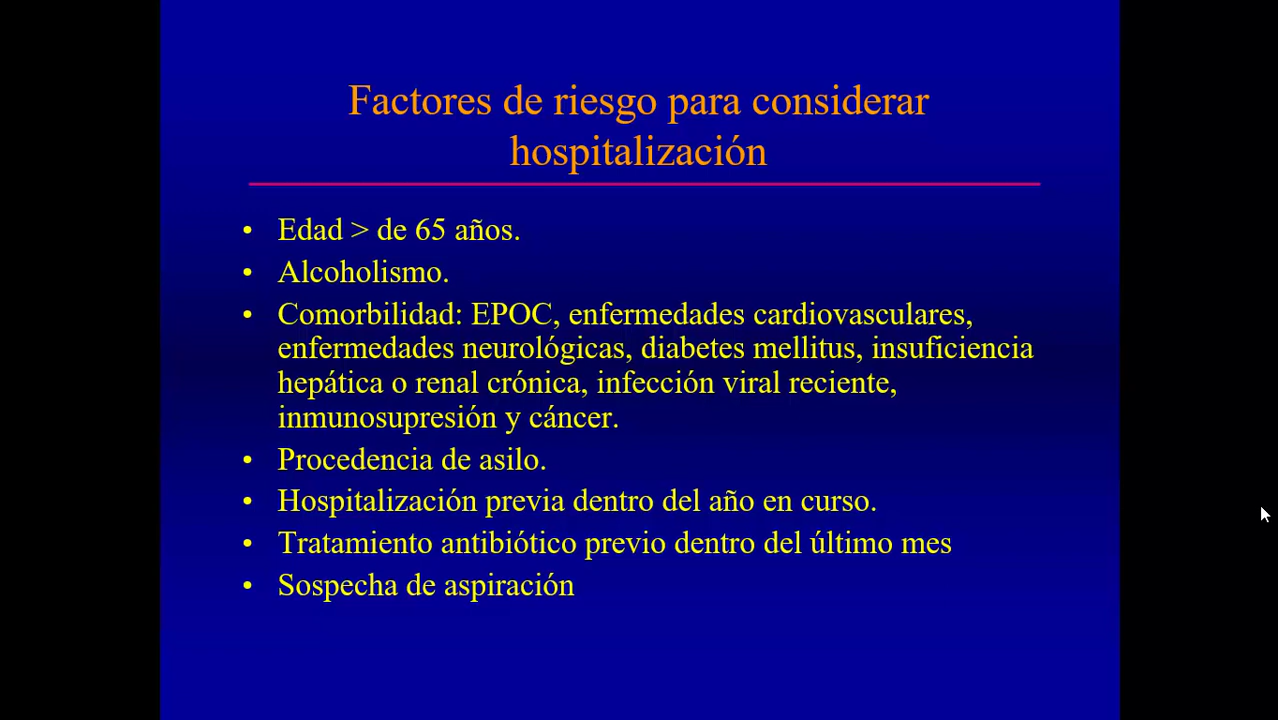 Factores de riesgo para considerar
hospitalización
• Edad > de 65 años.
• Alcoholismo.
• Comorbilidad: EPOC, enfermedades cardiovasculares,
enfermedades neurológicas, diabetes mellitus, insuficiencia
hepática o renal crónica, infección viral reciente,
inmunosupresión y cáncer.
• Procedencia de asilo.
• Hospitalización previa dentro del año en curso.
• Tratamiento antibiótico previo dentro del último mes
• Sospecha de aspiración